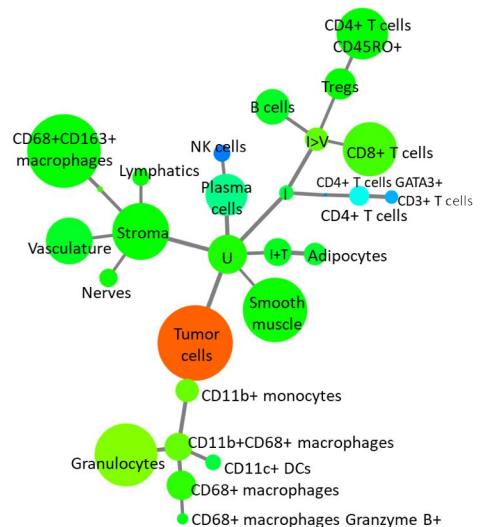 CD4+ T cells
CD45RO+
Tregs
B cells
I>V
CD8+ T cells
CD68+CD163+
macrophages
NK cells
Lymphatics
Plasma
cells
I
CD4+ T cells GATA3+
CD3+ T cells
CD4+ T cells
Stroma
Vasculature
U
I+T
Adipocytes
Nerves
Smooth
muscle
Tumor
cells
CD11b+ monocytes
CD11b+CD68+ macrophages
Granulocytes
CD11c+ DCs
CD68+ macrophages
CD68+ macrophages Granzyme B+